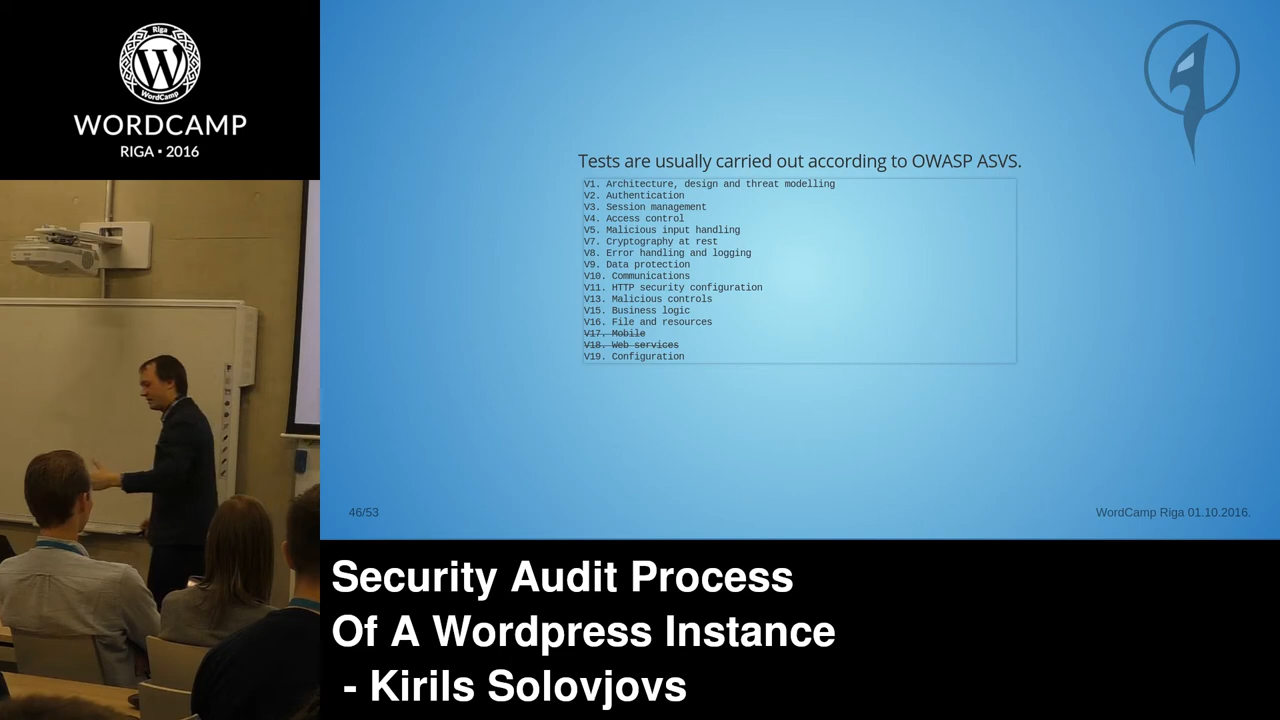 Riga
WordCamp
WORDCAMP
RIGA • 2016
Tests are usually carried out according to OWASP ASVS.
V1. Architecture, design and threat modelling
V2. Authentication
V3. Session management
V4. Access control
V5. Malicious input handling
V7. Cryptography at rest
V8. Error handling and logging
V9. Data protection
V10. Communications
V11. HTTP security configuration
V13. Malicious controls
V15. Business logic
V16. File and resources
V17. Mobile
V18. Web services
V19. Configuration
46/53
WordCamp Riga 01.10.2016.
Security Audit Process
Of A Wordpress Instance
- Kirils Solovjovs